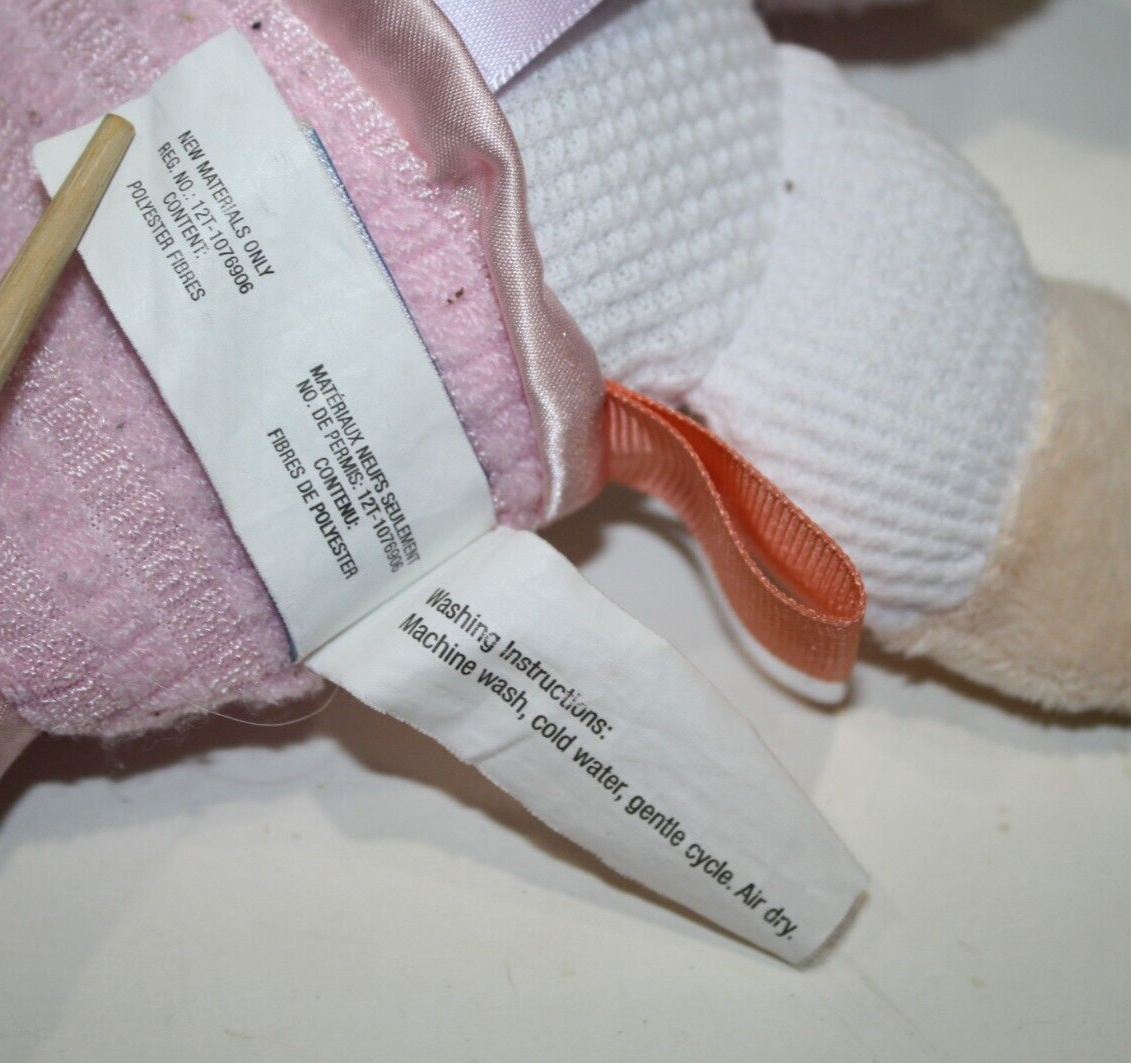 NEW MATERIALS ONLY
REG. NO.: 12T-1076906
CONTENT:
POLYESTER FIBRES
MATÉRIAUX NEUFS SEULEMENT
NO. DE PERMIS: 12T-1076906
CONTENU:
FIBRES DE POLYESTER
Washing Instructions:
Machine wash, cold water, gentle cycle. Air dry.